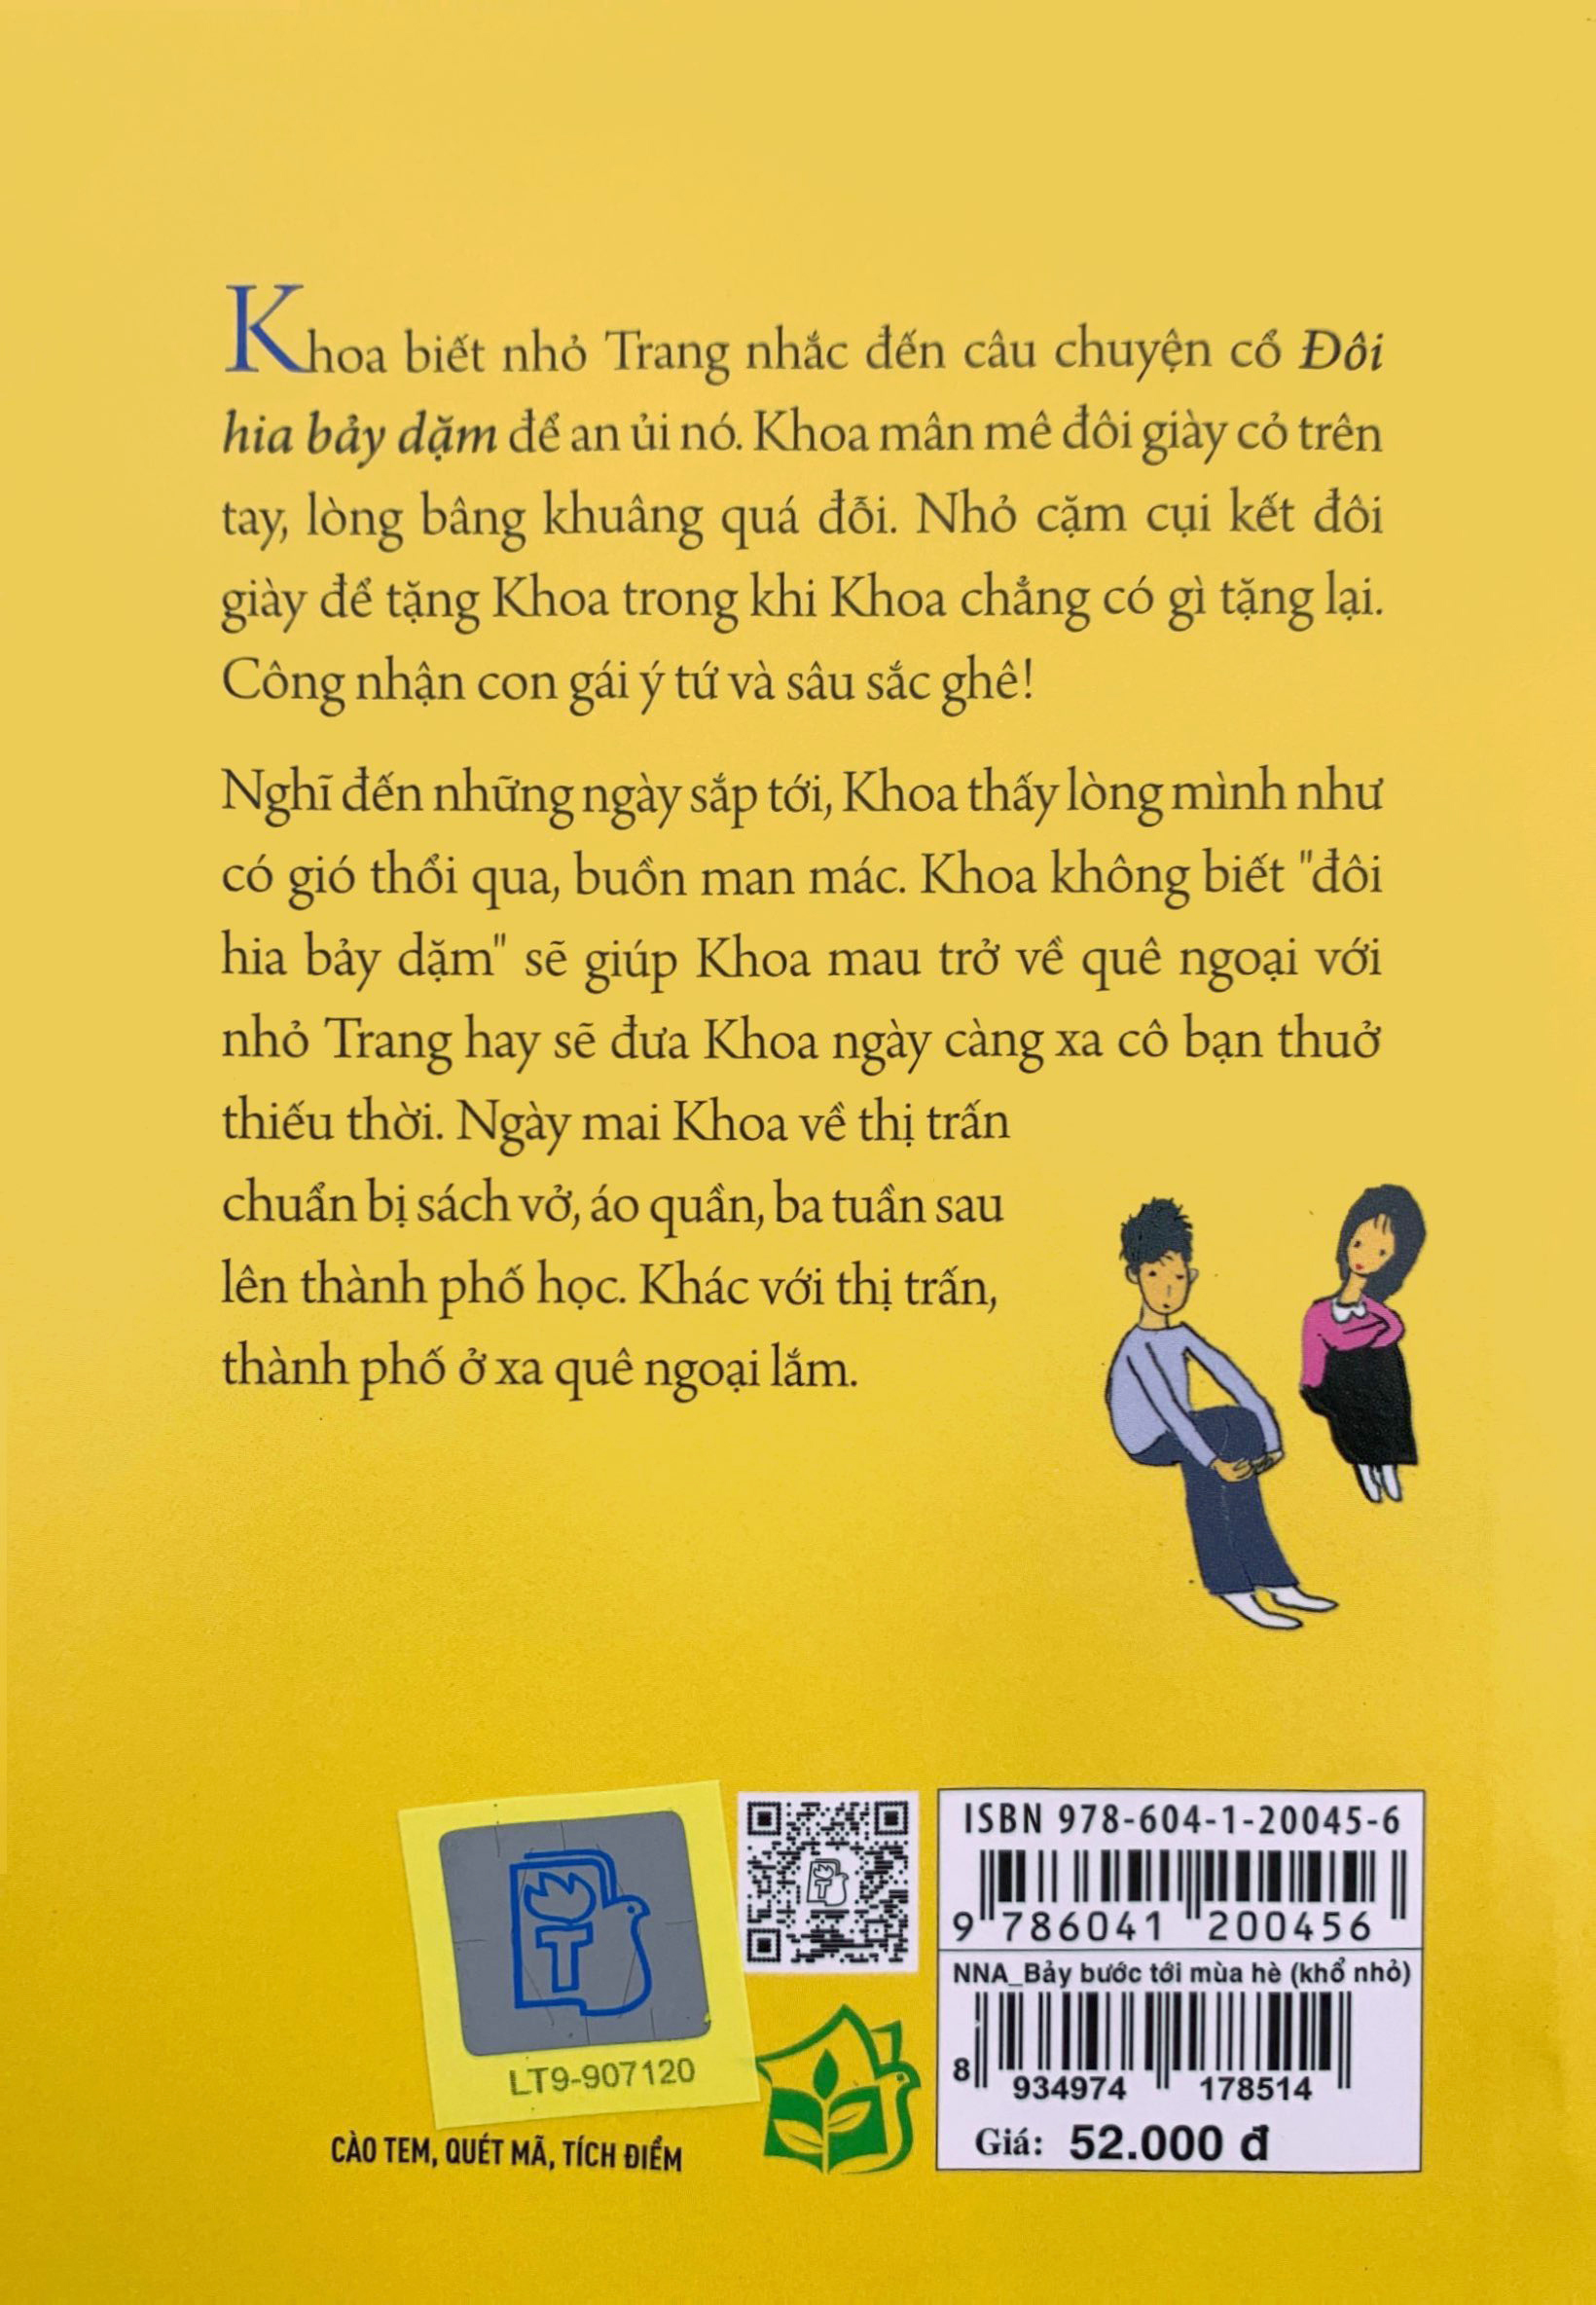 Khoa biết nhỏ Trang nhắc đến câu chuyện cổ Đôi
hia bảy dặm để an ủi nó. Khoa mân mê đôi giày cỏ trên
tay, lòng bâng khuâng quá đỗi. Nhỏ cặm cụi kết đôi
giày để tặng Khoa trong khi Khoa chẳng có gì tặng lại.
Công nhận con gái ý tứ và sâu sắc ghê!
Nghĩ đến những ngày sắp tới, Khoa thấy lòng mình như
có gió thổi qua, buồn man mác. Khoa không biết "đôi
hia bảy dặm" sẽ giúp Khoa mau trở về quê ngoại với
nhỏ Trang hay sẽ đưa Khoa ngày càng xa cô bạn thuở
thiếu thời. Ngày mai Khoa về thị trấn
chuẩn bị sách vở, áo quần, ba tuần sau
lên thành phố học. Khác với thị trấn,
thành phố ở xa quê ngoại lắm.
T
LT9-907120
CÀO TEM, QUÉT MÃ, TÍCH ĐIỂM
ISBN 978-604-1-20045-6
9 786041 200456
NNA_Bảy bước tới mùa hè (khổ nhỏ)
8 934974 178514
Giá: 52.000 đ